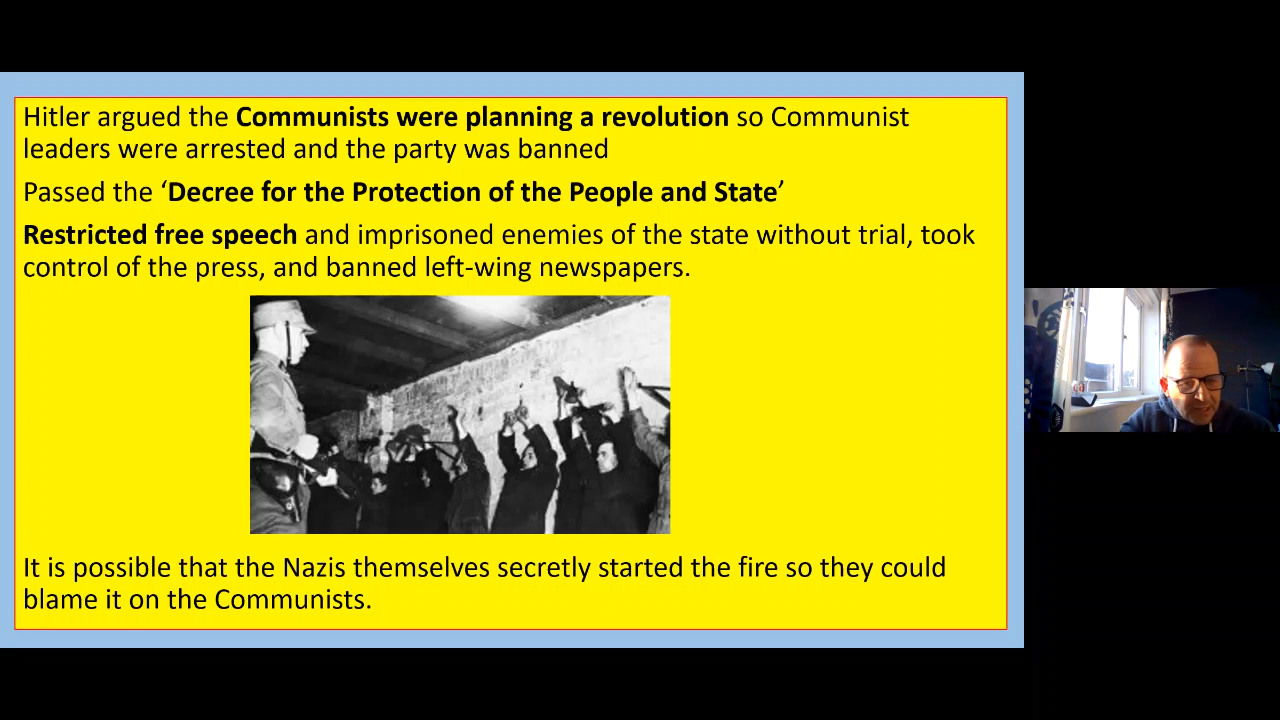 Hitler argued the Communists were planning a revolution so Communist
leaders were arrested and the party was banned
Passed the ‘Decree for the Protection of the People and State’
Restricted free speech and imprisoned enemies of the state without trial, took
control of the press, and banned left-wing newspapers.
It is possible that the Nazis themselves secretly started the fire so they could
blame it on the Communists.